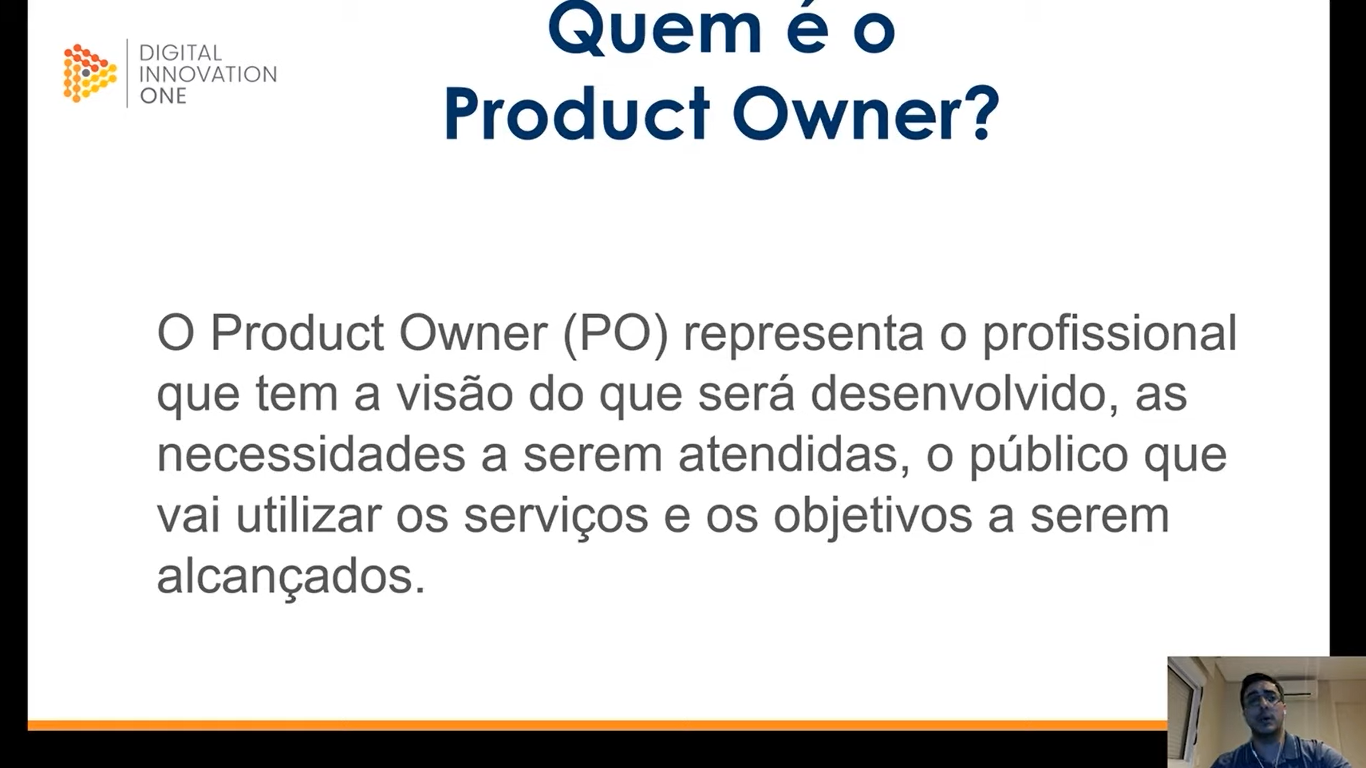 Quem é o
Product Owner?
DIGITAL
INNOVATION
ONE
O Product Owner (PO) representa o profissional
que tem a visão do que será desenvolvido, as
necessidades a serem atendidas, o público que
vai utilizar os serviços e os objetivos a serem
alcançados.